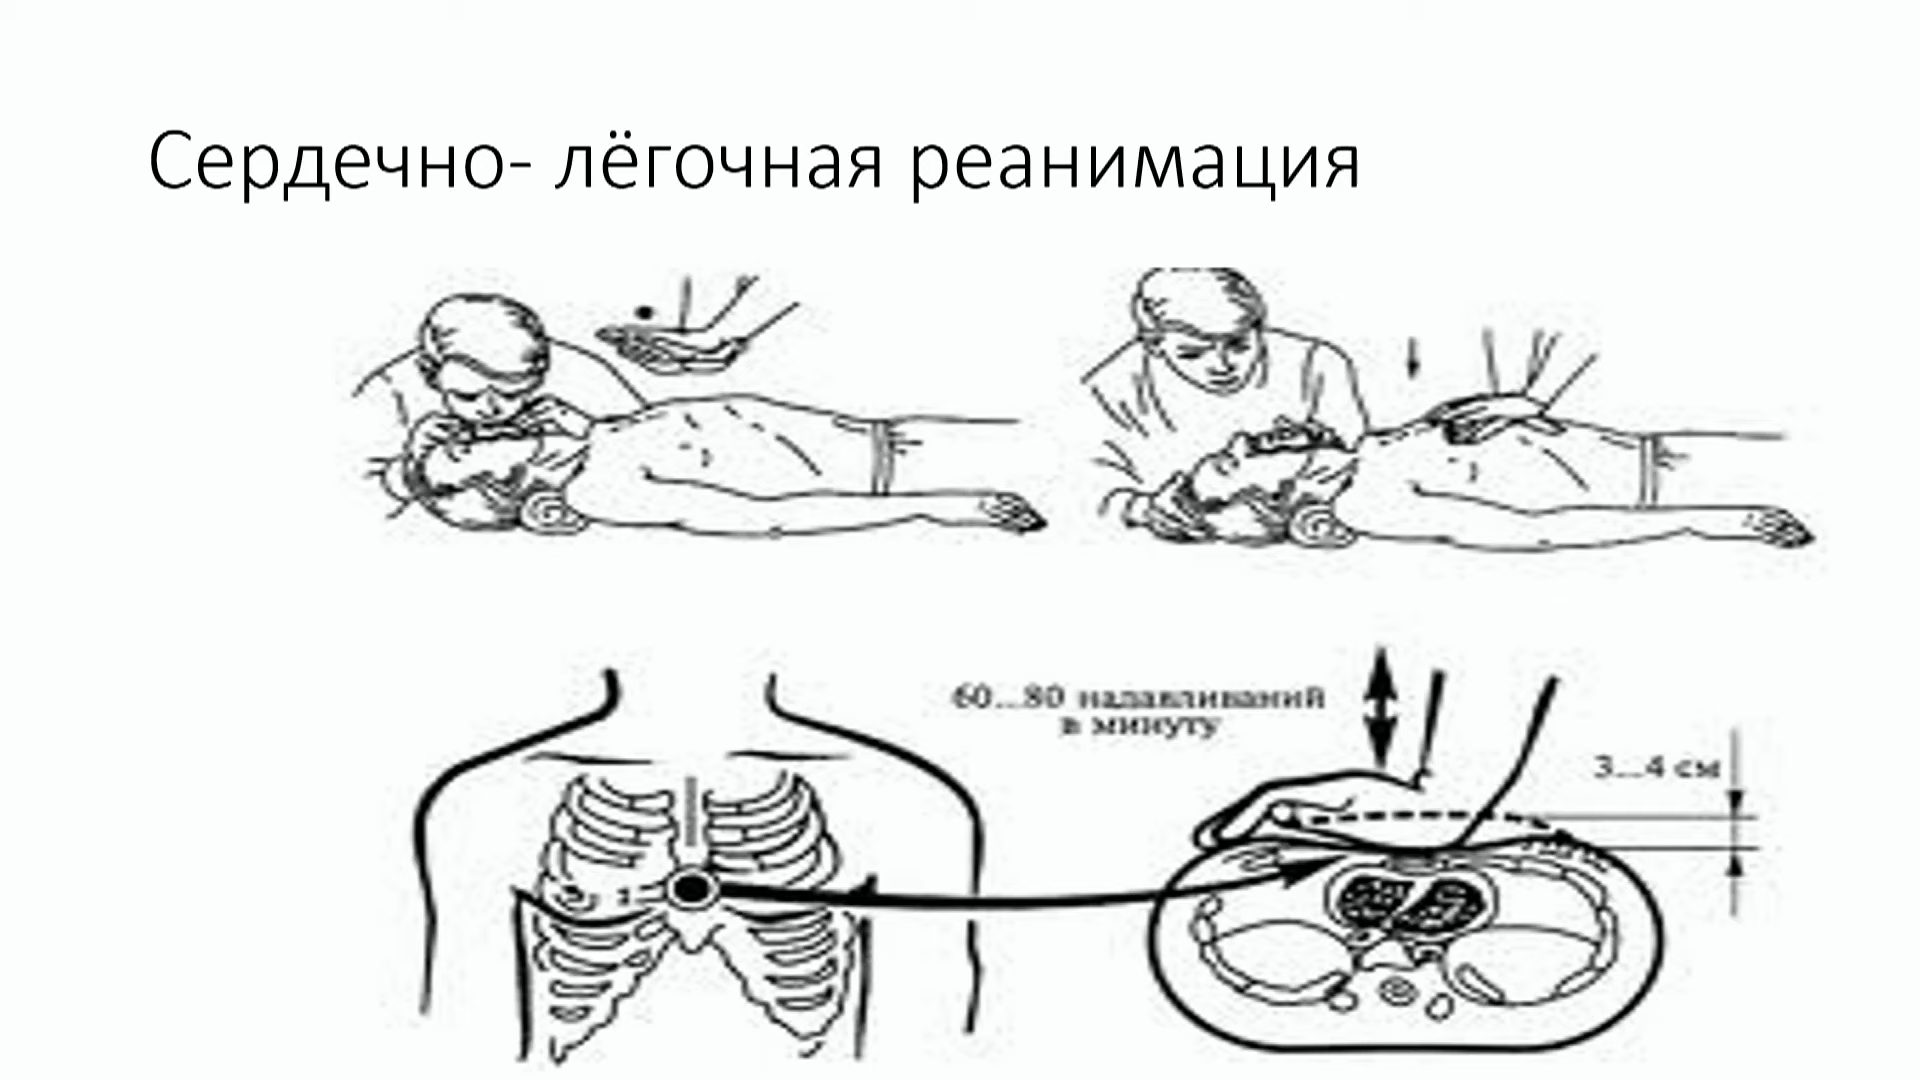 Сердечно- лёгочная реанимация
60...80 надавливаний
в минуту
3...4 см